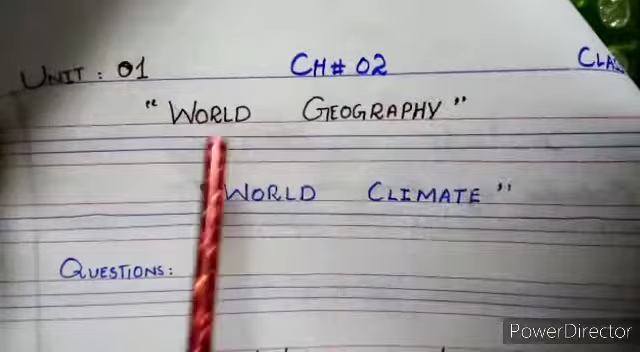 UNIT : 01 CH# 02
" WORLD GEOGRAPHY "
" WORLD CLIMATE "
QUESTIONS:
PowerDirector